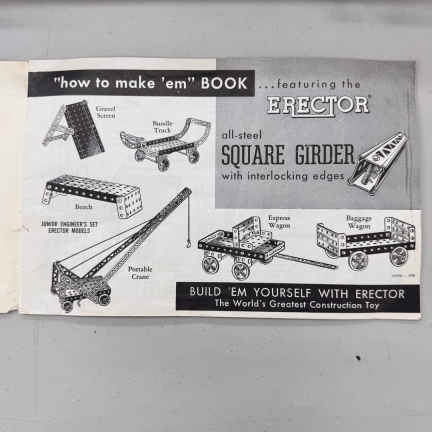 "how to make 'em" BOOK ...featuring the
ERECTOR
all-steel
SQUARE GIRDER
with interlocking edges
Gravel
Screen
Noodle
Truck
Bench
JUNIOR ENGINEER'S SET
ERECTOR MODELS
Portable
Crane
Express
Wagon
Baggage
Wagon
BUILD 'EM YOURSELF WITH ERECTOR
The World's Greatest Construction Toy